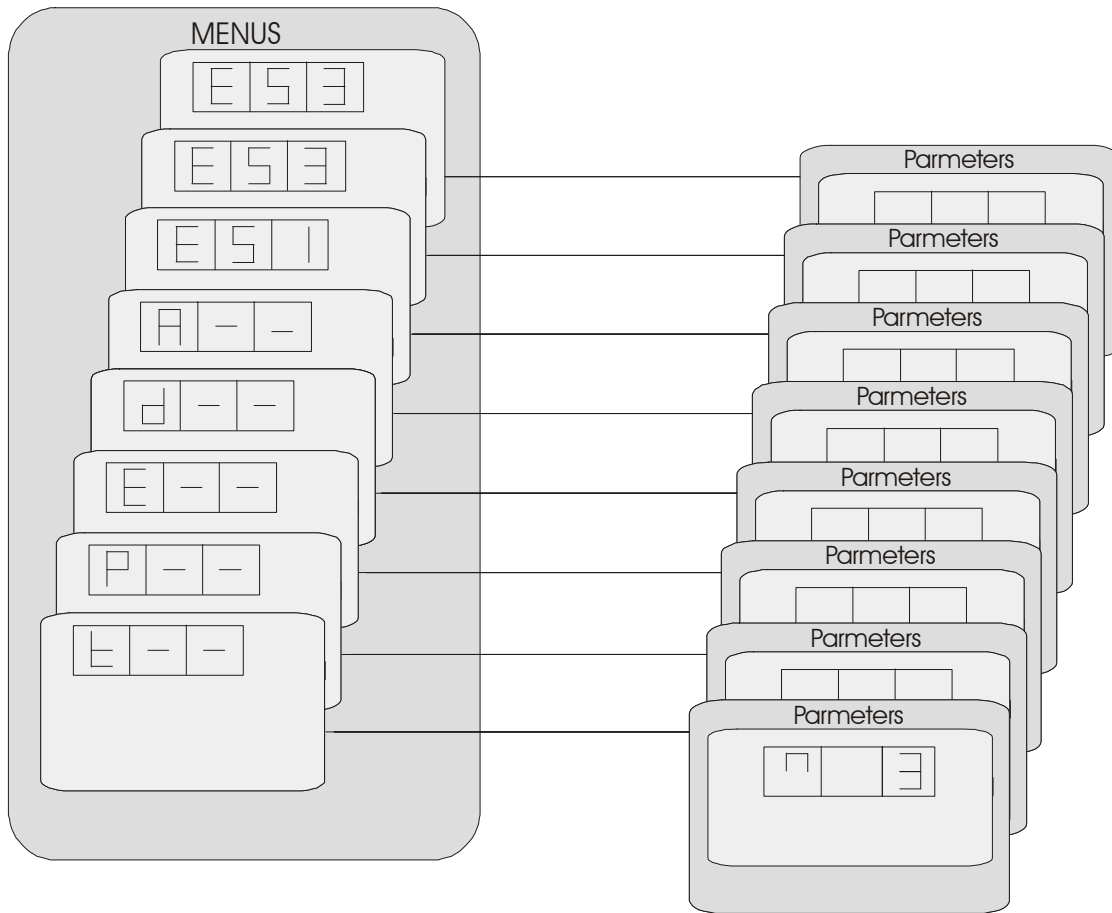 MENUS
E S 3
E S 3
E S 1
A - -
d - -
E - -
P - -
t - -
Parmeters
Parmeters
Parmeters
Parmeters
Parmeters
Parmeters
Parmeters
Parmeters
n 3